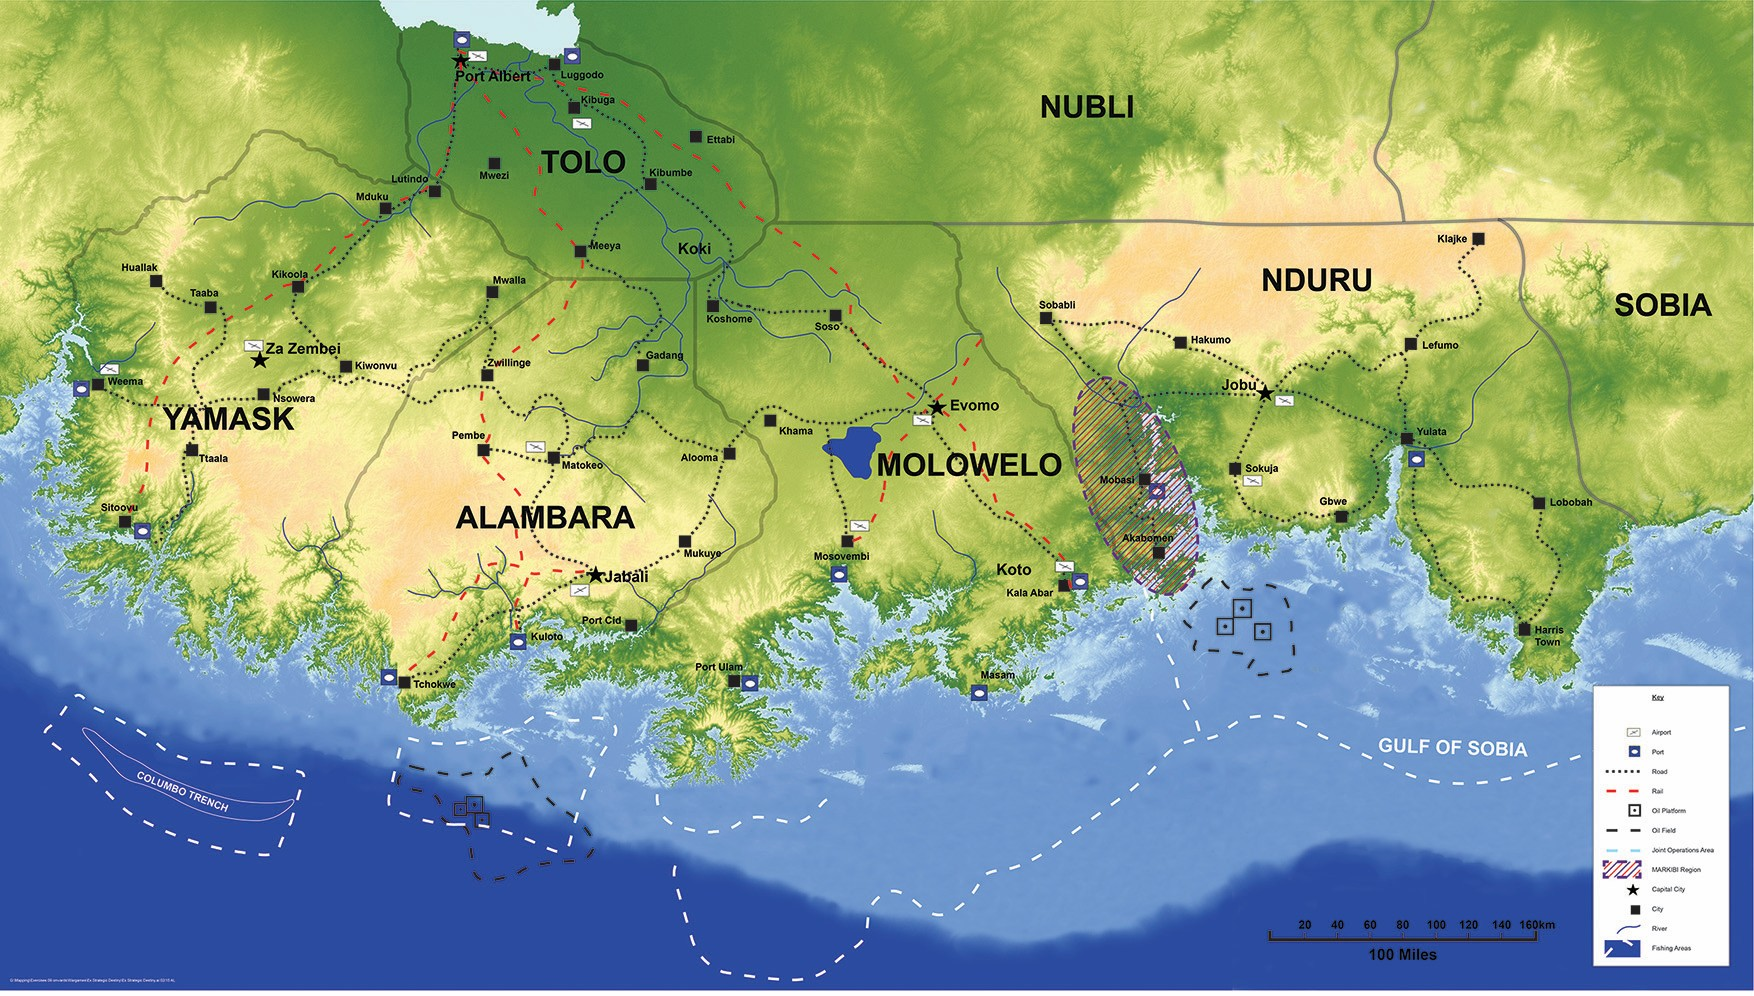 Port Albert
Luggodo
Kibuga
NUBLI
Ettabi
TOLO
Mwezi
Kibumbe
Lutindo
Mduku
Meeya
Koki
Klajke
Huallak
Kikoola
Mwalla
NDURU
SOBIA
Taaba
Koshome
Soso
Sobabli
Za Zembei
Hakumo
Lefumo
Gadang
Zwillinge
Kiwonvu
Weema
Nsowera
Jobu
Evomo
YAMASK
Khama
Yulata
Pembe
Ttaala
Alooma
Matokeo
MOLOWELO
Sokuja
Mobasi
Sitoovu
ALAMBARA
Gbwe
Lobobah
Akabomen
Mukuye
Mosovembi
Koto
Jabali
Kala Abar
Port Cld
Kuloto
Harris
Town
Port Ulam
Masam
Tchokwe
GULF OF SOBIA
COLUMBO TRENCH
Key
Airport
Port
Road
Rail
Oil Platform
Oil Field
Joint Operations Area
MARKIBI Region
Capital City
City
River
Fishing Areas
20 40 60 80 100 120 140 160km
100 Miles